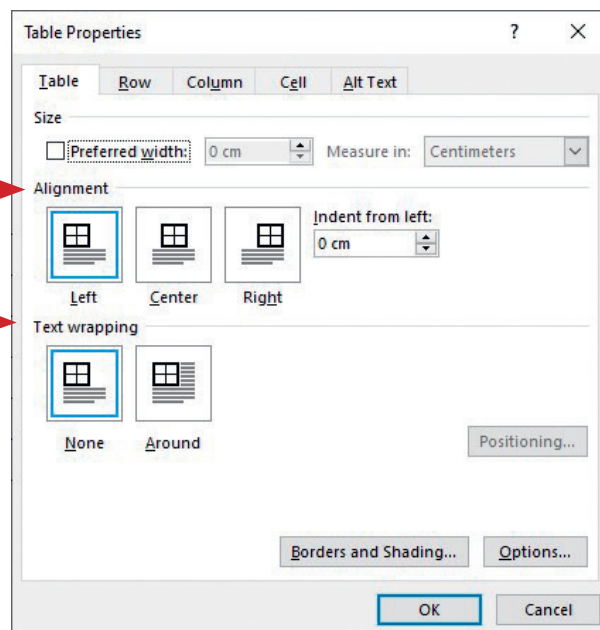 Table Properties ? X
Table Row Column Cell Alt Text
Size
Preferred width: 0 cm Measure in: Centimeters
Alignment
Indent from left:
0 cm
Left Center Right
Text wrapping
None Around
Positioning...
Borders and Shading... Options...
OK Cancel